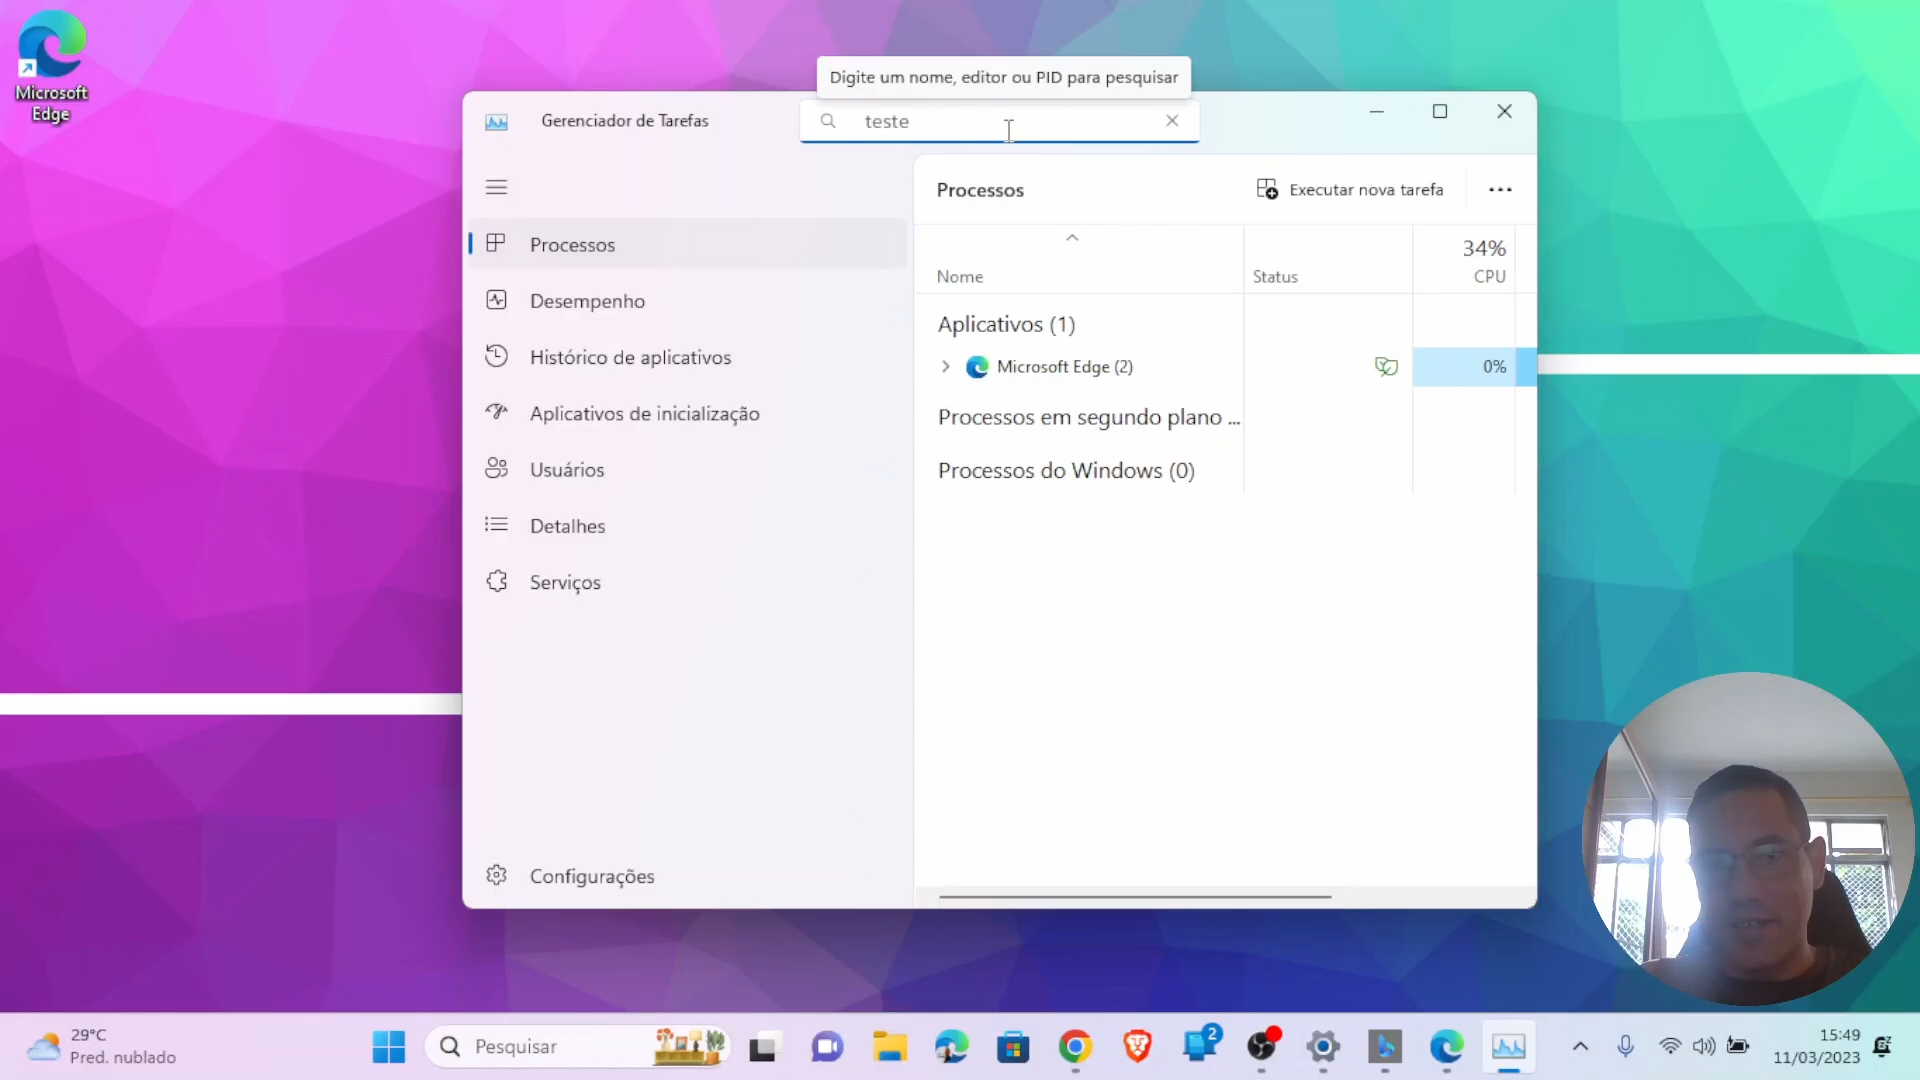 Microsoft
Edge
Digite um nome, editor ou PID para pesquisar
Gerenciador de Tarefas
teste
Processos
Executar nova tarefa
Processos
Desempenho
Histórico de aplicativos
Aplicativos de inicialização
Usuários
Detalhes
Serviços
Configurações
34%
Nome
Status
CPU
Aplicativos (1)
Microsoft Edge (2)
0%
Processos em segundo plano ...
Processos do Windows (0)
29°C
Pred. nublado
Pesquisar
2
15:49
11/03/2023